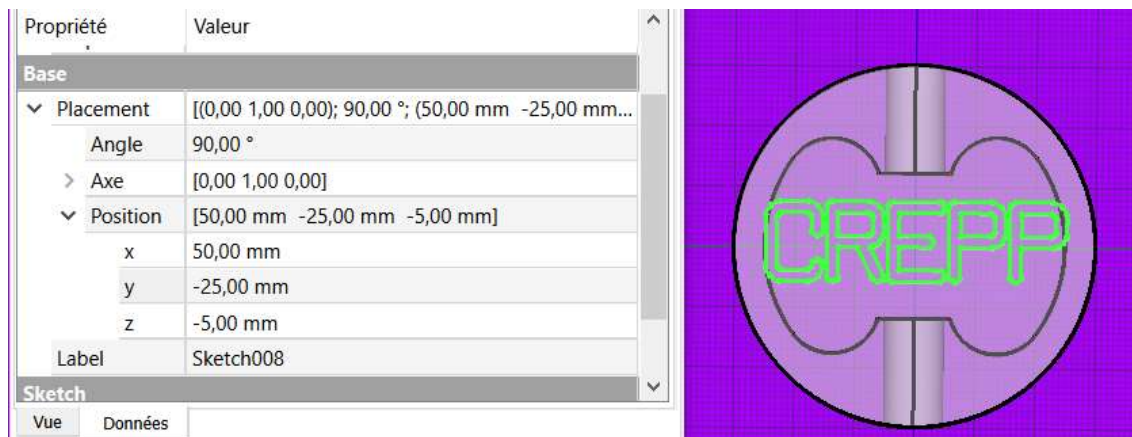 Propriété Valeur
Base
Placement [(0,00 1,00 0,00); 90,00 °; (50,00 mm -25,00 mm...
Angle 90,00 °
Axe [0,00 1,00 0,00]
Position [50,00 mm -25,00 mm -5,00 mm]
x 50,00 mm
y -25,00 mm
z -5,00 mm
Label Sketch008
Sketch
Vue Données
CREPP